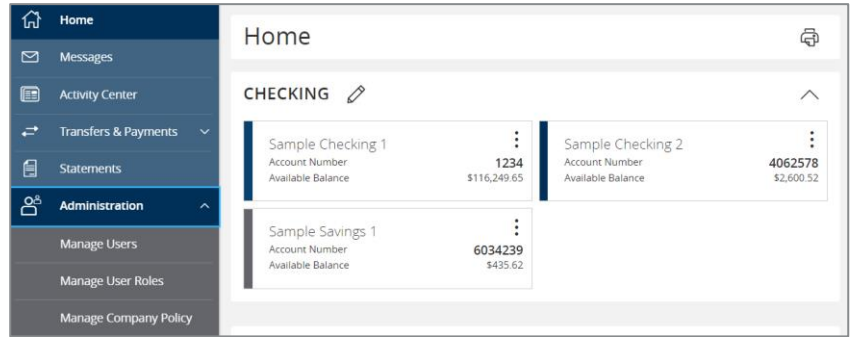 Home
Messages
Activity Center
Transfers & Payments
Statements
Administration
Manage Users
Manage User Roles
Manage Company Policy
Home
CHECKING
Sample Checking 1
Account Number 1234
Available Balance $116,249.65
Sample Checking 2
Account Number 4062578
Available Balance $2,600.52
Sample Savings 1
Account Number 6034239
Available Balance $435.62